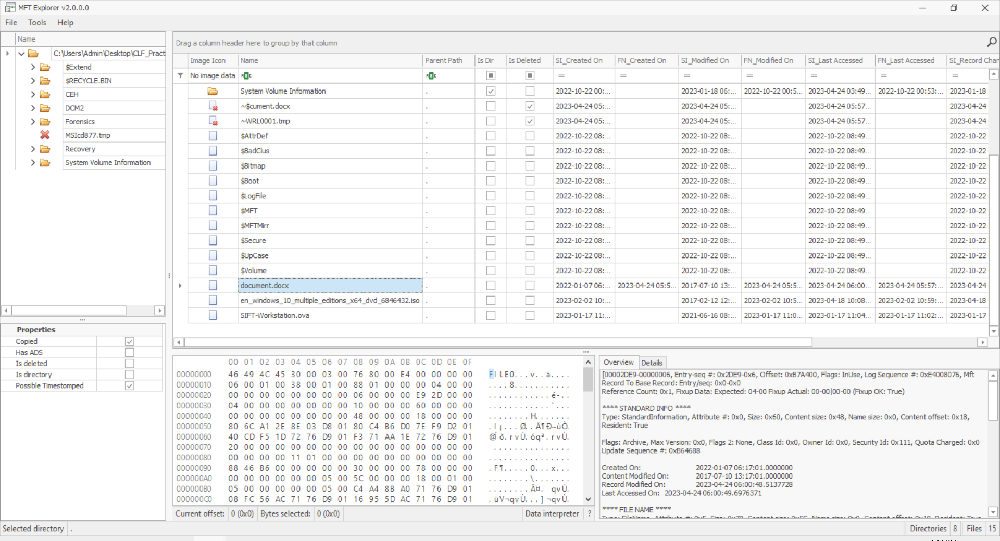 MFT Explorer v2.0.0.0
File Tools Help
Name
C:\Users\Admin\Desktop\CLF_Pract
$Extend
$RECYCLE.BIN
CEH
DCM2
Forensics
MSIcd877.tmp
Recovery
System Volume Information
Properties
Copied
Has ADS
Is deleted
Is directory
Possible Timestomped
Drag a column header here to group by that column
Image Icon Name Parent Path Is Dir Is Deleted SI_Created On FN_Created On SI_Modified On FN_Modified On SI_Last Accessed FN_Last Accessed SI_Record Chan
No image data ABC ABC = = = = = = =
System Volume Information . 2022-10-22 00:... 2023-01-18 06:... 2022-10-22 00:5... 2023-04-24 03:49... 2022-10-22 00:53:... 2023-01-18
~$cument.docx . 2023-04-24 05:... 2023-04-24 05:... 2023-04-24 05:57... 2023-04-24
~WRL0001.tmp . 2023-04-24 05:... 2023-04-24 05:... 2023-04-24 05:57... 2023-04-24
$AttrDef . 2022-10-22 08:... 2022-10-22 08:... 2022-10-22 08:49... 2022-10-22
$BadClus . 2022-10-22 08:... 2022-10-22 08:... 2022-10-22 08:49... 2022-10-22
$Bitmap . 2022-10-22 08:... 2022-10-22 08:... 2022-10-22 08:49... 2022-10-22
$Boot . 2022-10-22 08:... 2022-10-22 08:... 2022-10-22 08:49... 2022-10-22
$LogFile . 2022-10-22 08:... 2022-10-22 08:... 2022-10-22 08:49... 2022-10-22
$MFT . 2022-10-22 08:... 2022-10-22 08:... 2022-10-22 08:49... 2022-10-22
$MFTMirr . 2022-10-22 08:... 2022-10-22 08:... 2022-10-22 08:49... 2022-10-22
$Secure . 2022-10-22 08:... 2022-10-22 08:... 2022-10-22 08:49... 2022-10-22
$UpCase . 2022-10-22 08:... 2022-10-22 08:... 2022-10-22 08:49... 2022-10-22
$Volume . 2022-10-22 08:... 2022-10-22 08:... 2022-10-22 08:49... 2022-10-22
document.docx . 2022-01-07 06:... 2023-04-24 05:5... 2017-07-10 13:... 2023-04-24 05:5... 2023-04-24 06:00... 2023-04-24 05:57:... 2023-04-24
en_windows_10_multiple_editions_x64_dvd_6846432.iso . 2023-02-02 10:... 2017-02-12 12:... 2023-02-02 10:5... 2023-04-18 10:08... 2023-02-02 10:59:... 2023-04-18
SIFT-Workstation.ova . 2023-01-17 11:... 2021-06-16 08:... 2023-01-17 11:0... 2023-01-17 11:04... 2023-01-17 11:02:... 2023-01-17
00 01 02 03 04 05 06 07 08 09 0A 0B 0C 0D 0E 0F
00000000 46 49 4C 45 30 00 03 00 76 80 00 E4 00 00 00 00 FILE0...v..ä....
00000010 06 00 01 00 38 00 01 00 88 01 00 00 00 04 00 00 ....8...........
00000020 00 00 00 00 00 00 00 00 06 00 00 00 E9 2D 00 00 ............é-..
00000030 04 00 00 00 00 00 00 00 10 00 00 00 60 00 00 00 ............`...
00000040 00 00 00 00 00 00 00 00 48 00 00 00 18 00 00 00 ........H.......
00000050 80 6C A1 2E 8E 03 D8 01 80 C4 B6 D0 7E F9 D2 01 .l¡...Ø..Ä¶Ð~ùÒ.
00000060 40 CD F5 1D 72 76 D9 01 F3 71 AA 1E 72 76 D9 01 @Íõ.rvÙ.óqª.rvÙ.
00000070 20 00 00 00 00 00 00 00 00 00 00 00 00 00 00 00 ...............
00000080 00 00 00 00 11 01 00 00 00 00 00 00 00 00 00 00 ................
00000090 88 46 B6 00 00 00 00 00 30 00 00 00 78 00 00 00 .F¶.....0...x...
000000A0 00 00 00 00 00 00 05 00 5C 00 00 00 18 00 01 00 ........\.......
000000B0 05 00 00 00 00 00 05 00 C4 A4 8B A0 71 76 D9 01 ........Ä¤. qvÙ.
000000C0 08 FC 56 AC 71 76 D9 01 16 95 5D AC 71 76 D9 01 .üV¬qvÙ...]¬qvÙ.
Current offset: 0 (0x0) Bytes selected: 0 (0x0) Data interpreter ?
Overview Details
[00002DE9-00000006, Entry-seq #: 0x2DE9-0x6, Offset: 0xB7A400, Flags: InUse, Log Sequence #: 0xE4008076, Mft
Record To Base Record: Entry/seq: 0x0-0x0
Reference Count: 0x1, Fixup Data: Expected: 04-00 Fixup Actual: 00-00|00-00 (Fixup OK: True)
**** STANDARD INFO ****
Type: StandardInformation, Attribute #: 0x0, Size: 0x60, Content size: 0x48, Name size: 0x0, Content offset: 0x18,
Resident: True
Flags: Archive, Max Version: 0x0, Flags 2: None, Class Id: 0x0, Owner Id: 0x0, Security Id: 0x111, Quota Charged: 0x0
Update Sequence #: 0xB64688
Created On: 2022-01-07 06:17:01.0000000
Content Modified On: 2017-07-10 13:17:01.0000000
Record Modified On: 2023-04-24 06:00:48.5137728
Last Accessed On: 2023-04-24 06:00:49.6976371
**** FILE NAME ****
Selected directory . Directories 8 Files 15